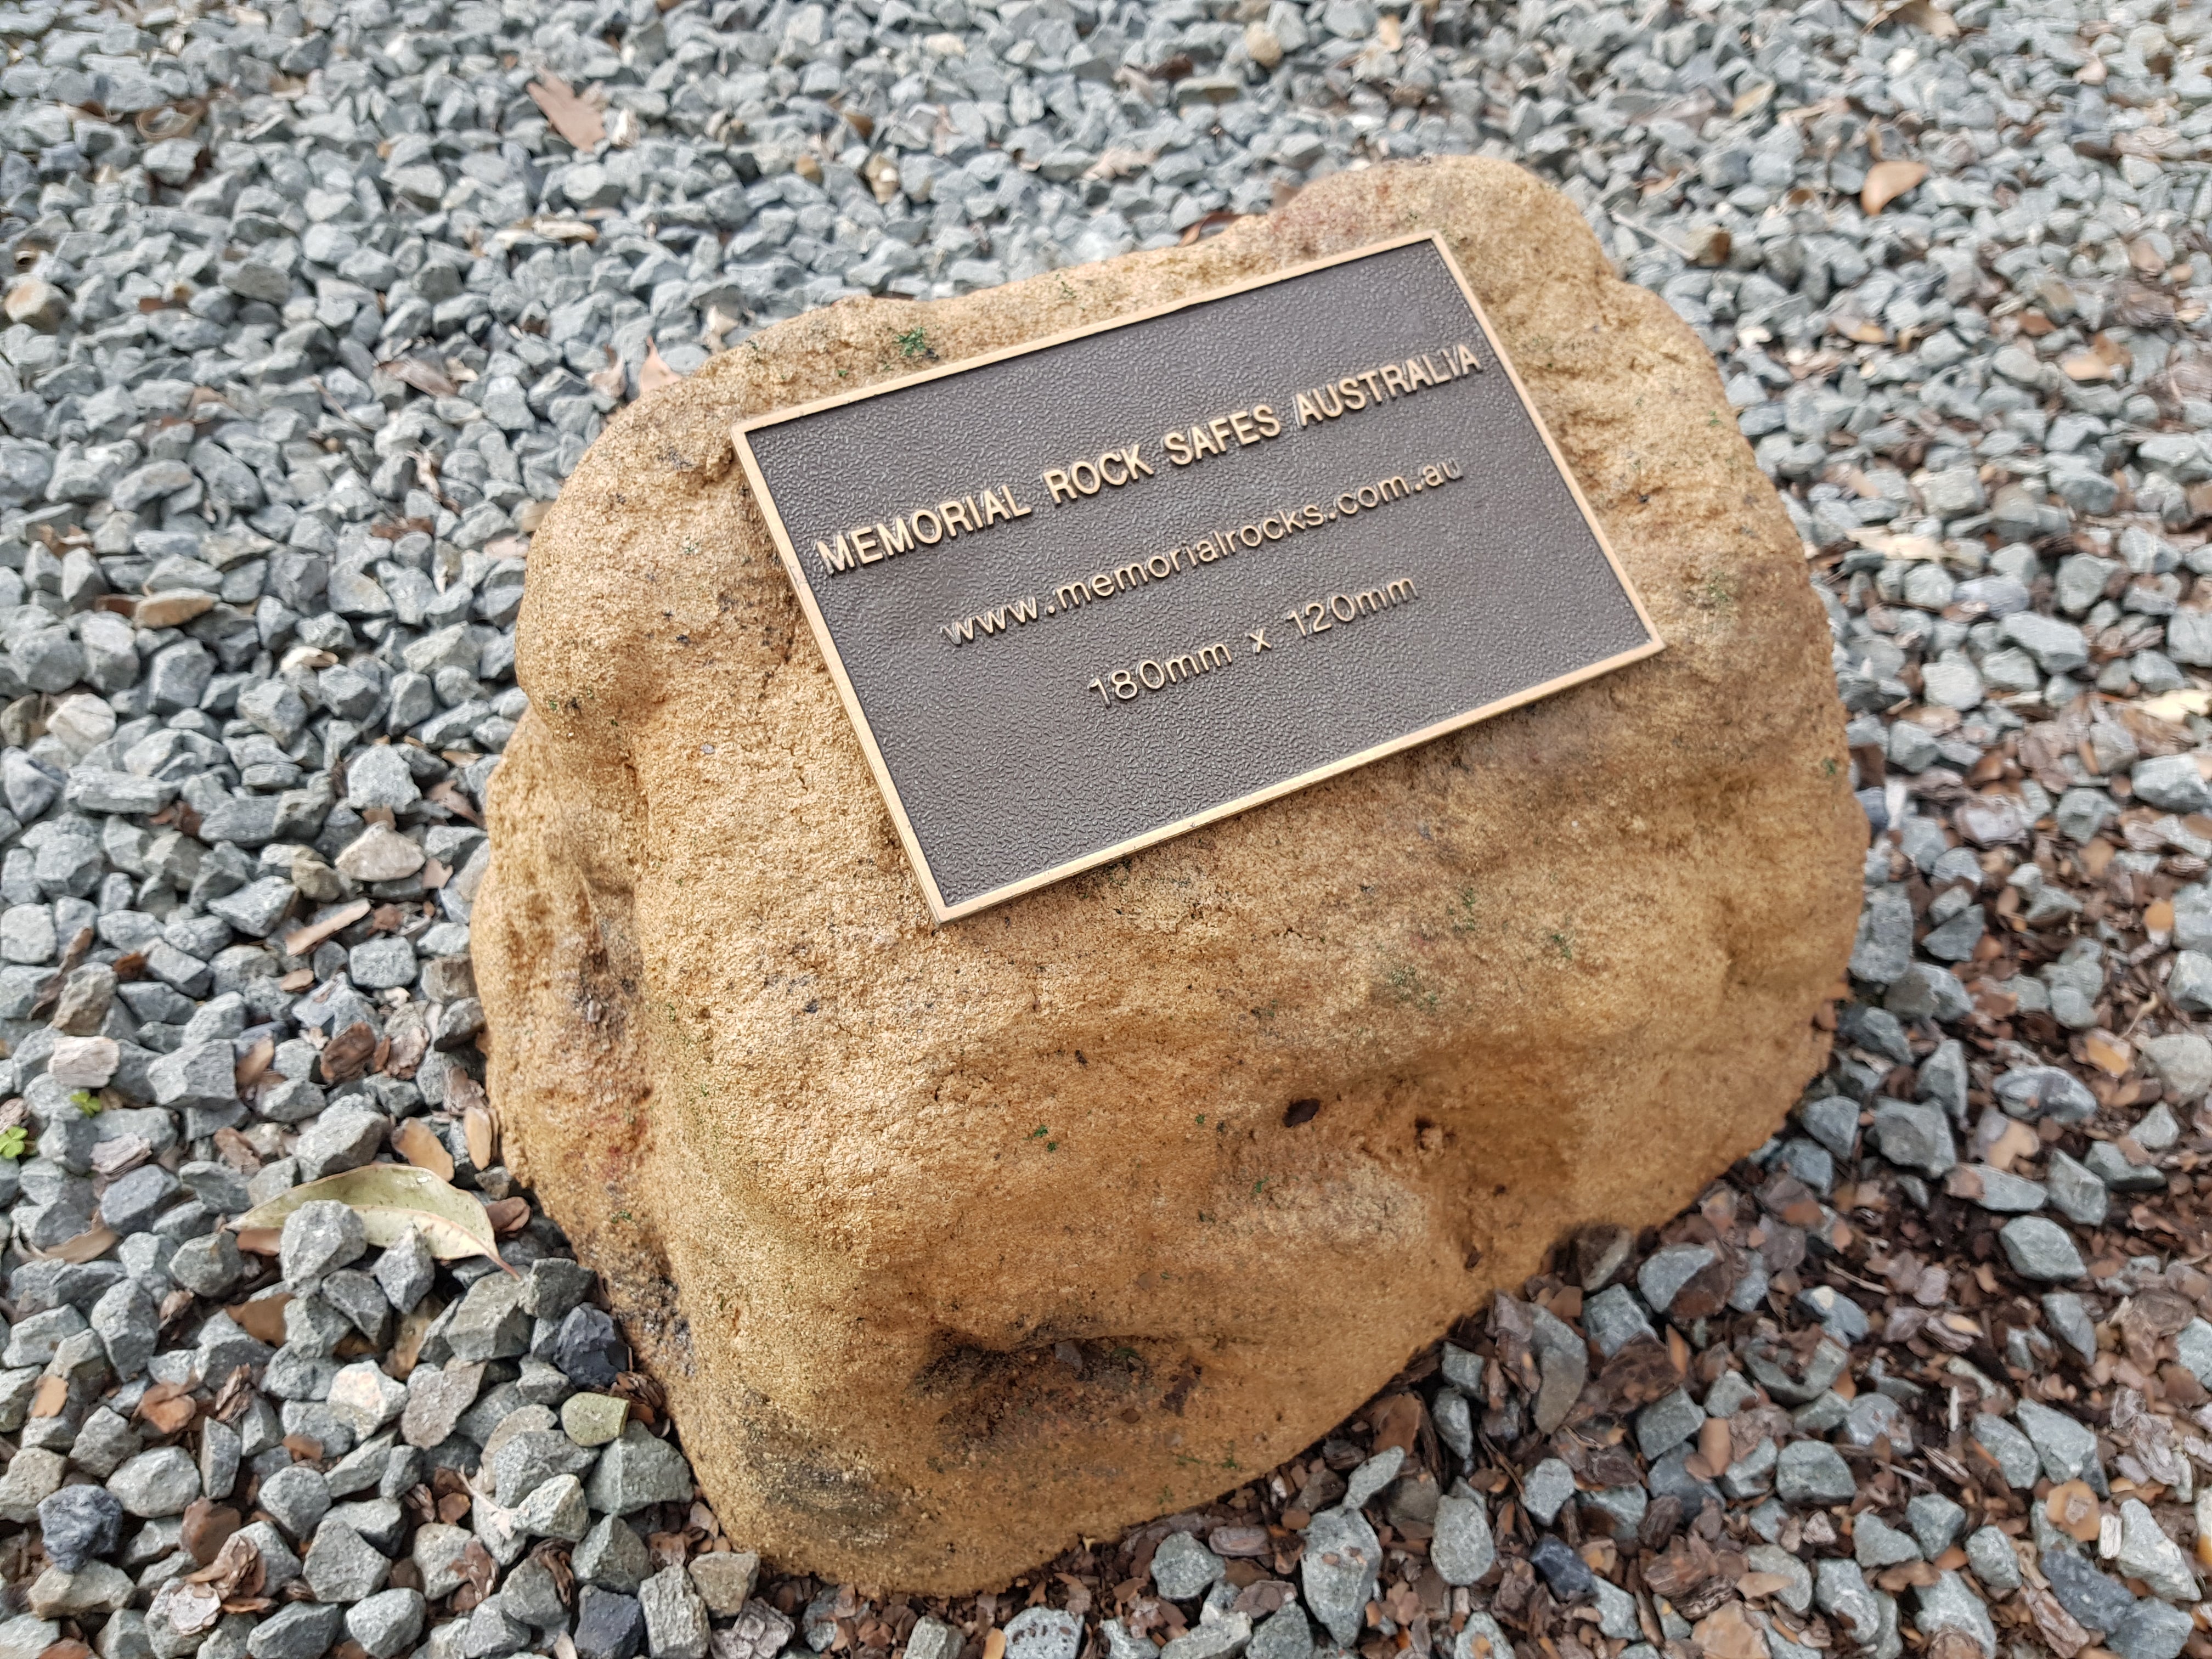 MEMORIAL ROCK SAFES AUSTRALIA
www.memorialrocks.com.au
180mm x 120mm